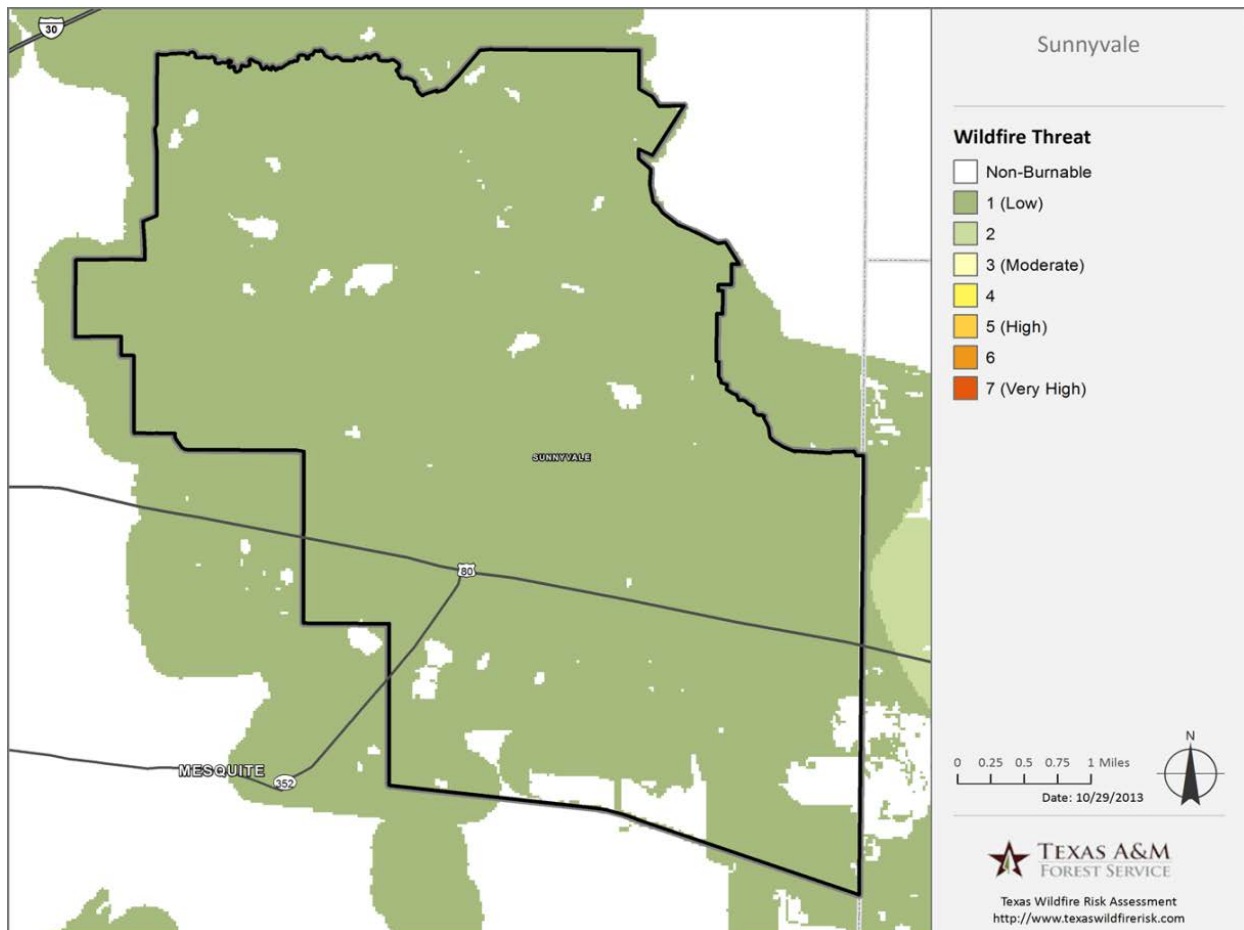 30
SUNNYVALE
80
MESQUITE
352
Sunnyvale
Wildfire Threat
Non-Burnable
1 (Low)
2
3 (Moderate)
4
5 (High)
6
7 (Very High)
N
0 0.25 0.5 1 Miles
Date: 10/29/2013
TEXAS A&M
FOREST SERVICE
Texas Wildfire Risk Assessment
http://www.texaswildfirerisk.com